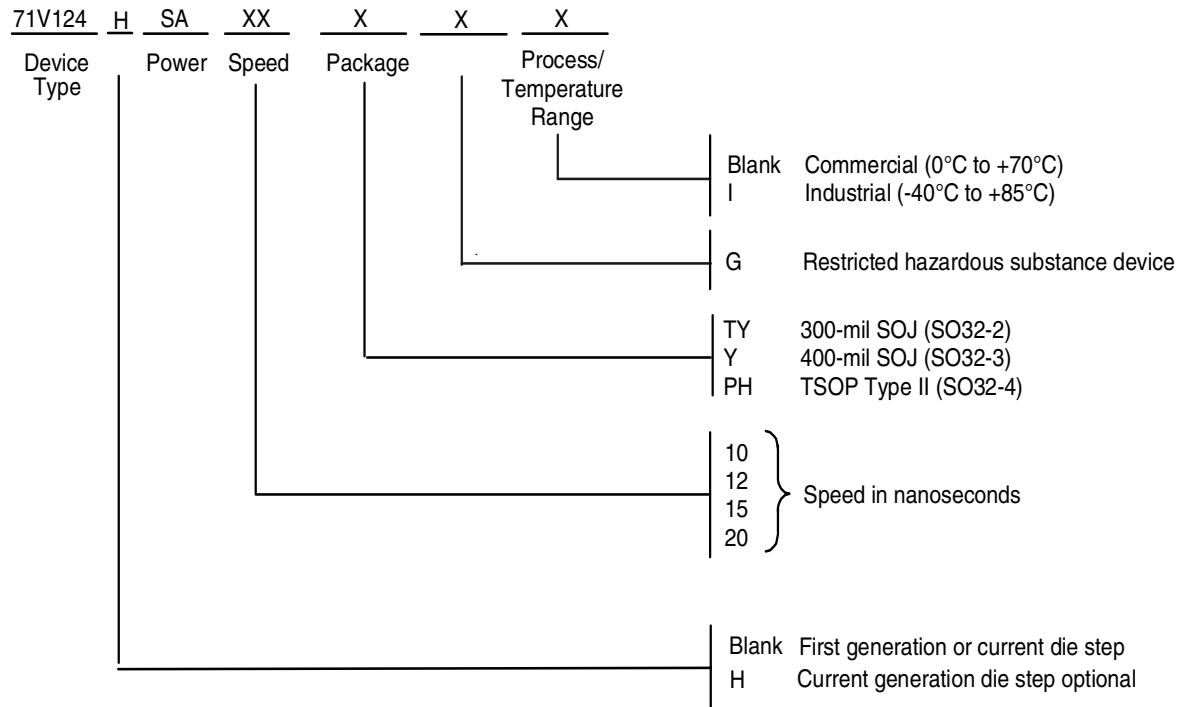 71V124 H SA XX X X X
Device Type Power Speed Package Process/ Temperature Range
Blank Commercial (0°C to +70°C)
I Industrial (-40°C to +85°C)
G Restricted hazardous substance device
TY 300-mil SOJ (SO32-2)
Y 400-mil SOJ (SO32-3)
PH TSOP Type II (SO32-4)
10
12
15
20
Speed in nanoseconds
Blank First generation or current die step
H Current generation die step optional